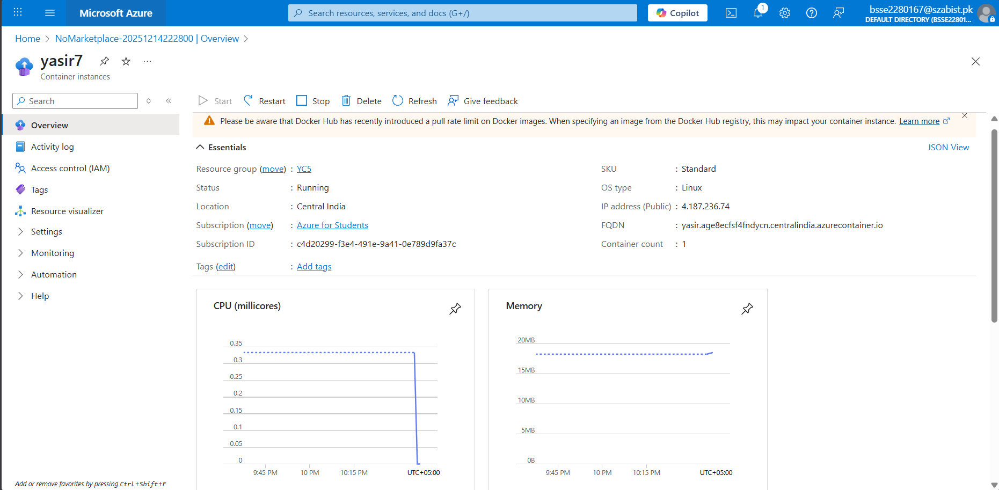 Microsoft Azure
Search resources, services, and docs (G+/)
Copilot
1
bsse2280167@szabist.pk
DEFAULT DIRECTORY (BSSE22801...
Home > NoMarketplace-20251214222800 | Overview >
yasir7
Container instances
Search
Start Restart Stop Delete Refresh Give feedback
Overview
Activity log
Access control (IAM)
Tags
Resource visualizer
Settings
Monitoring
Automation
Help
Add or remove favorites by pressing Ctrl+Shift+F
Please be aware that Docker Hub has recently introduced a pull rate limit on Docker images. When specifying an image from the Docker Hub registry, this may impact your container instance. Learn more
Essentials
JSON View
Resource group (move) : YC5
Status : Running
Location : Central India
Subscription (move) : Azure for Students
Subscription ID : c4d20299-f3e4-491e-9a41-0e789d9fa37c
Tags (edit) : Add tags
SKU : Standard
OS type : Linux
IP address (Public) : 4.187.236.74
FQDN : yasir.age8ecfsf4fndycn.centralindia.azurecontainer.io
Container count : 1
CPU (millicores)
0.35
0.3
0.25
0.2
0.15
0.1
0.05
0
9:45 PM 10 PM 10:15 PM UTC+05:00
Memory
20MB
15MB
10MB
5MB
0B
9:45 PM 10 PM 10:15 PM UTC+05:00